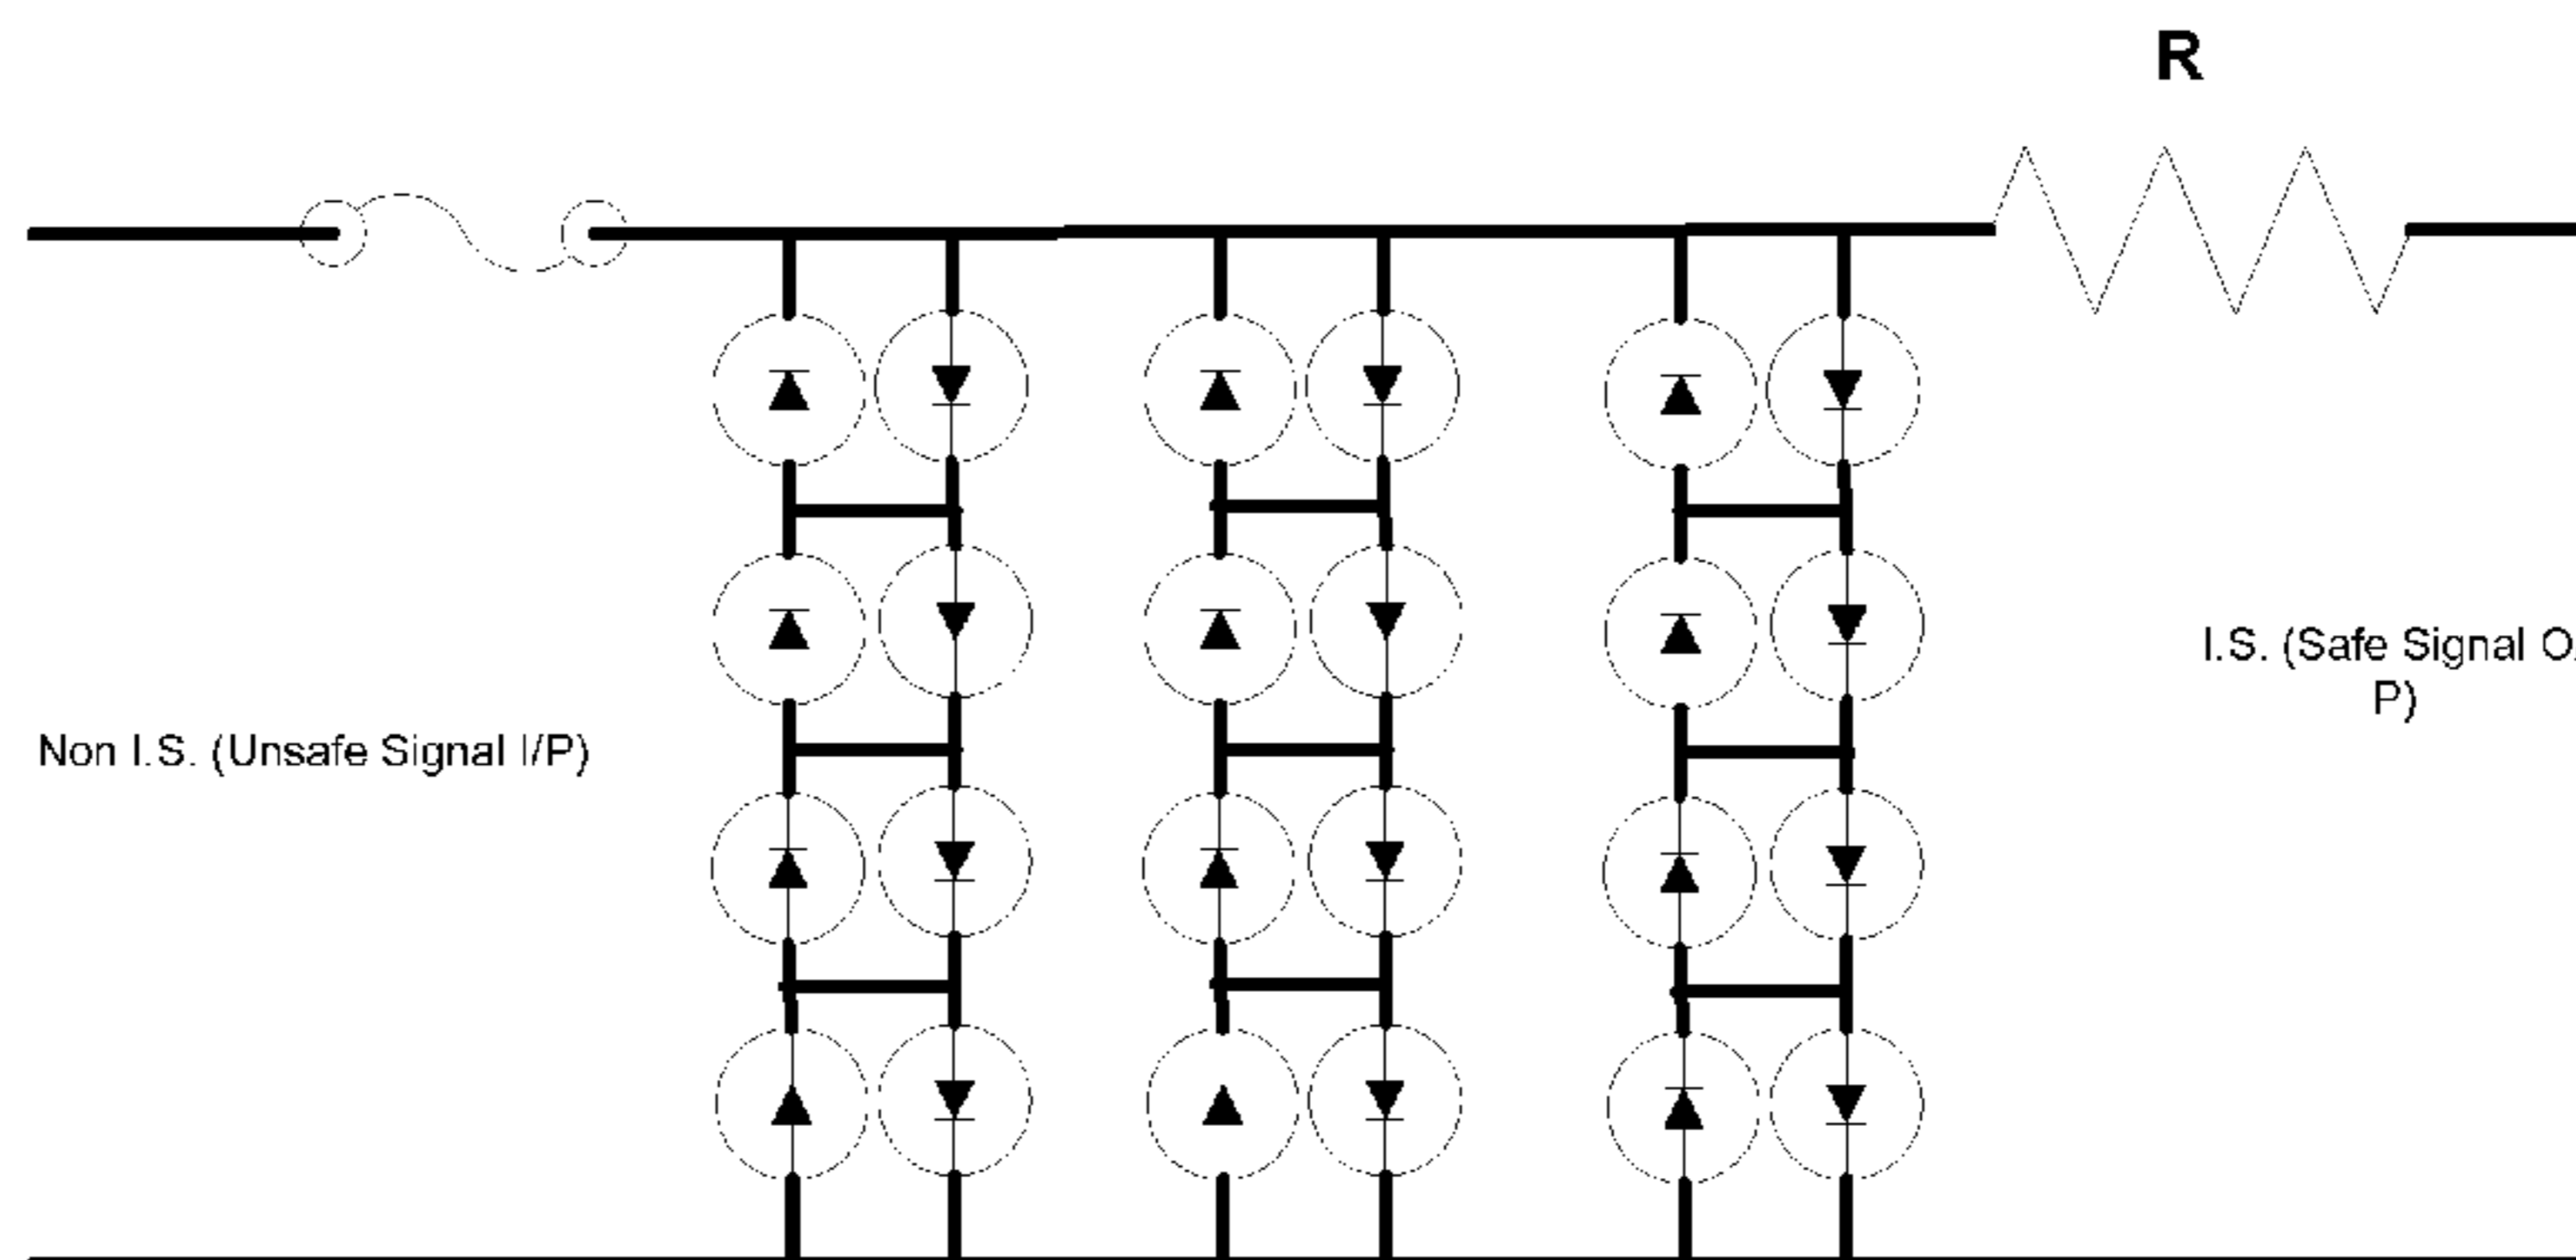 R
I.S. (Safe Signal O
P)
Non I.S. (Unsafe Signal I/P)